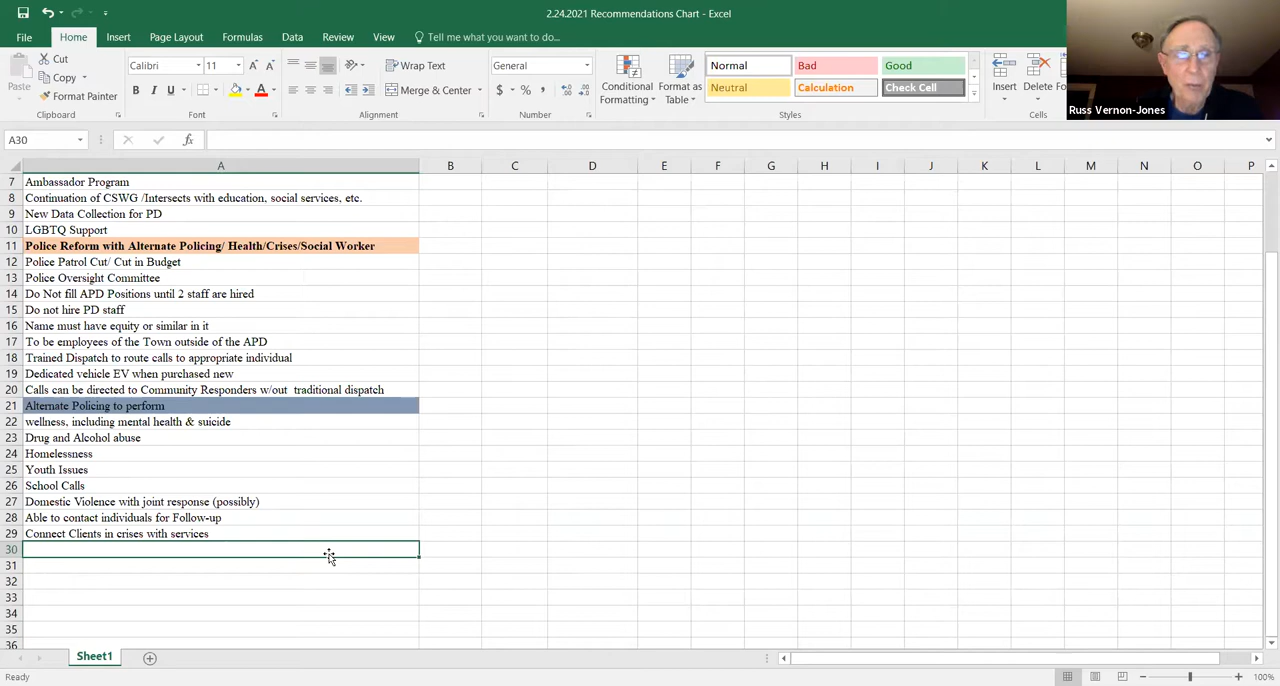 2.24.2021 Recommendations Chart - Excel
File Home Insert Page Layout Formulas Data Review View Tell me what you want to do...
Paste
Cut
Copy
Format Painter
Clipboard
Calibri 11 A A
B I U A
Font
Wrap Text
Merge & Center
Alignment
General
$ % ,
Number
Conditional Formatting
Format as Table
Normal Bad Good
Neutral Calculation Check Cell
Styles
Insert Delete Fo
Cells
Russ Vernon-Jones
A30 fx
A B C D E F G H I J K L M N O P
7 Ambassador Program
8 Continuation of CSWG /Intersects with education, social services, etc.
9 New Data Collection for PD
10 LGBTQ Support
11 Police Reform with Alternate Policing/ Health/Crises/Social Worker
12 Police Patrol Cut/ Cut in Budget
13 Police Oversight Committee
14 Do Not fill APD Positions until 2 staff are hired
15 Do not hire PD staff
16 Name must have equity or similar in it
17 To be employees of the Town outside of the APD
18 Trained Dispatch to route calls to appropriate individual
19 Dedicated vehicle EV when purchased new
20 Calls can be directed to Community Responders w/out traditional dispatch
21 Alternate Policing to perform
22 wellness, including mental health & suicide
23 Drug and Alcohol abuse
24 Homelessness
25 Youth Issues
26 School Calls
27 Domestic Violence with joint response (possibly)
28 Able to contact individuals for Follow-up
29 Connect Clients in crises with services
30
31
32
33
34
35
36
Sheet1
Ready 100%